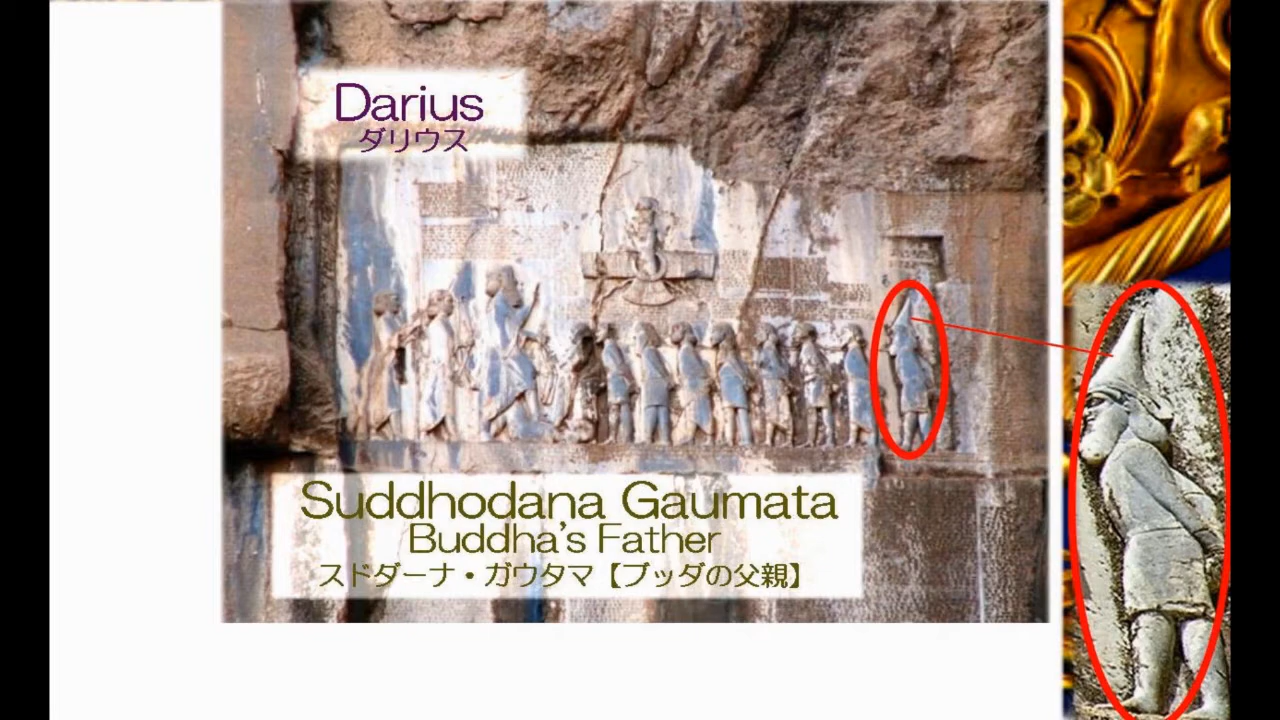 Darius
ダリウス
Suddhodana Gaumata
Buddha's Father
スドダーナ・ガウタマ【ブッダの父親】